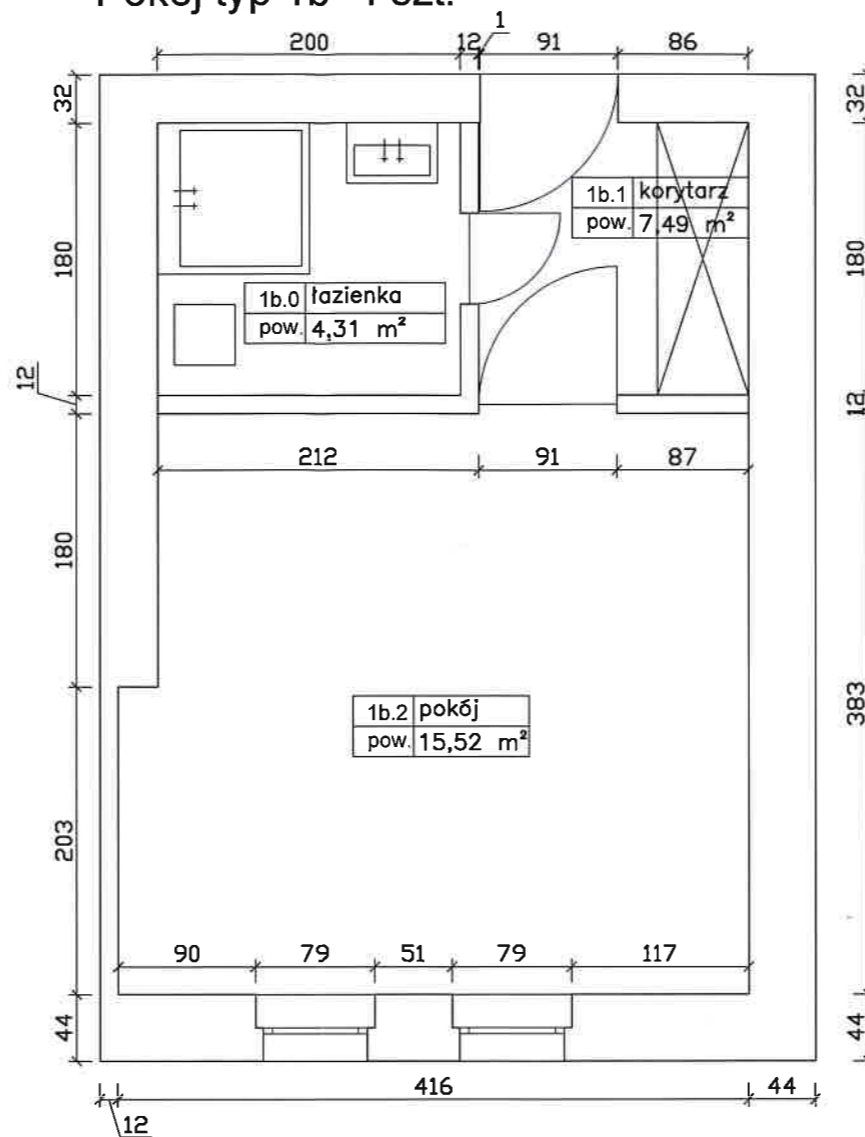 Pokój typ 1b
1
200 12 91 86
32 32
1b.1 korytarz
pow. 7,49 m²
180 180
1b.0 łazienka
pow. 4,31 m²
12 12
212 91 87
180
383
1b.2 pokój
pow. 15,52 m²
203
90 79 51 79 117
44 44
416 44
12